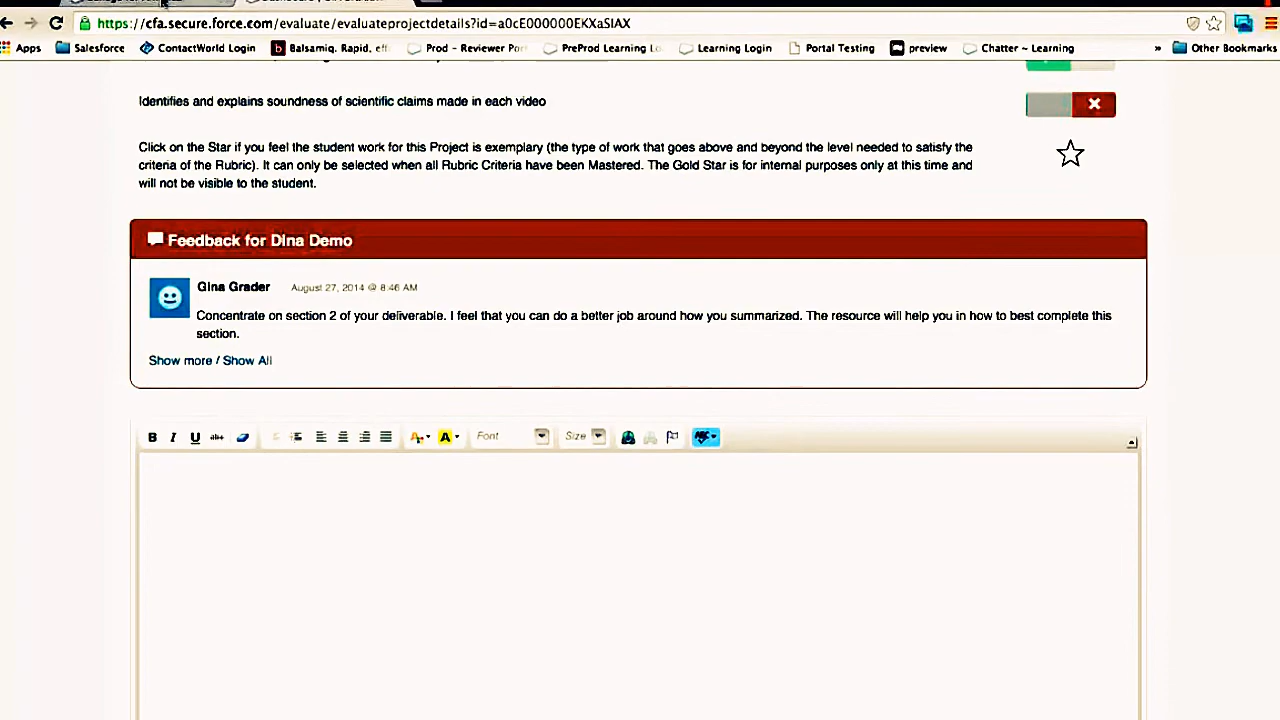 https://cfa.secure.force.com/evaluate/evaluateprojectdetails?id=a0cE000000EKXaSIAX
Apps Salesforce ContactWorld Login Balsamiq. Rapid, ef Prod - Reviewer Por PreProd Learning Lo Learning Login Portal Testing preview Chatter ~ Learning » Other Bookmarks
Identifies and explains soundness of scientific claims made in each video
Click on the Star if you feel the student work for this Project is exemplary (the type of work that goes above and beyond the level needed to satisfy the
criteria of the Rubric). It can only be selected when all Rubric Criteria have been Mastered. The Gold Star is for internal purposes only at this time and
will not be visible to the student.
Feedback for Dina Demo
Gina Grader August 27, 2014 @ 8:46 AM
Concentrate on section 2 of your deliverable. I feel that you can do a better job around how you summarized. The resource will help you in how to best complete this
section.
Show more / Show All
B I U abc A A Font Size